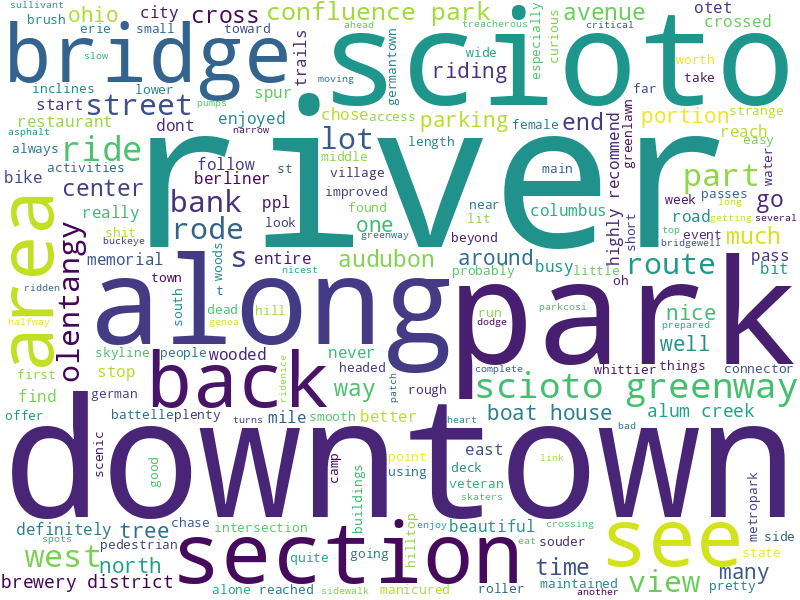 sullivant
brush
ohio
city
cross
confluence park
avenue
otet
erie
small
toward
ahead
treacherous
especially
curious
crossed
critical
bridge
scioto
slow
trails
moving
germantown
wide
riding
worth
take
far
inclines
lower
spur
start
street
chose
access
parking
portion
strange
restaurant
enjoyed
pumps
narrow
lot
female
end
reach
asphalt
dont
length
easy
always
ride
river
middle
main
highly recommend
greenlawn
water
activities
follow
st
village
part
bike
center
berliner
improved
week
passes
go
look
found
near
long
getting
several
really
bank
ppl
one
lit
columbus
road
event
top
shit
rode
greenway
busy
short
bridgewell
much
buckeye
s
entire
beyond
area
olentangy
memorial
woods
audubon
around
little
pass
town
south
t
nicest
probably
oh
route
bit
ridden
dead
hill
along
park
parkcosi
halfway
genoa
run
nice
prepared
dodge
skyline
people
wooded
never
well
first
stop
headed
complete
whittier
things
connector
german
back
ridenice
way
patch
rough
scioto greenway
find
offer
battelleplenty
turns
mile
smooth
better
heart
boat house
alum creek
bad
downtown
scenic
good
camp
buildings
point
using
east
deck
veteran
skaters
link
metropark
definitely
tree
chase
intersection
hilltop
enjoy
beautiful
crossing
see
side
spots
pedestrian
section
quite
going
eat
souder
state
west
north
time
view
many
brewery district
alone
reached
sidewalk
manicured
roller
another
maintained
pretty